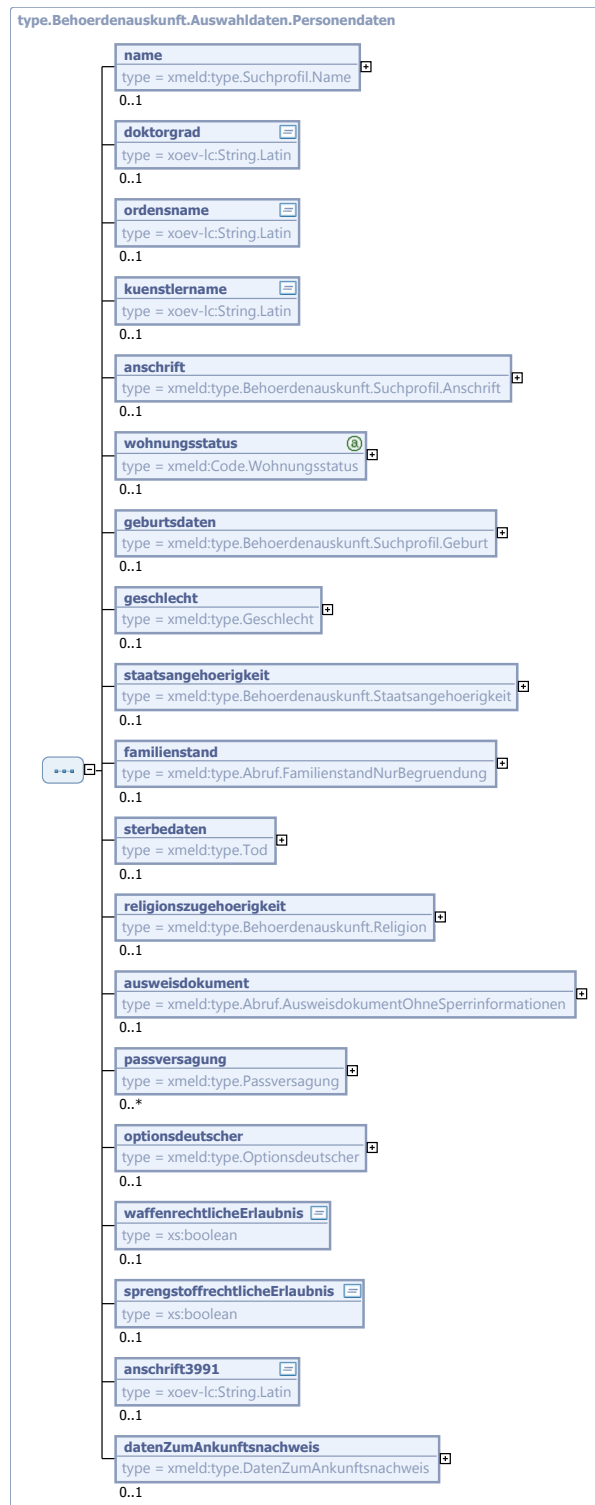 type.Behoerdenauskunft.Auswahldaten.Personendaten
name
type = xmeld:type.Suchprofil.Name
0..1
doktorgrad
type = xoev-lc:String.Latin
0..1
ordensname
type = xoev-lc:String.Latin
0..1
kuenstlername
type = xoev-lc:String.Latin
0..1
anschrift
type = xmeld:type.Behoerdenauskunft.Suchprofil.Anschrift
0..1
wohnungsstatus a
type = xmeld:Code.Wohnungsstatus
0..1
geburtsdaten
type = xmeld:type.Behoerdenauskunft.Suchprofil.Geburt
0..1
geschlecht
type = xmeld:type.Geschlecht
0..1
staatsangehoerigkeit
type = xmeld:type.Behoerdenauskunft.Staatsangehoerigkeit
0..1
familienstand
type = xmeld:type.Abruf.FamilienstandNurBegruendung
0..1
sterbedaten
type = xmeld:type.Tod
0..1
religionszugehoerigkeit
type = xmeld:type.Behoerdenauskunft.Religion
0..1
ausweisdokument
type = xmeld:type.Abruf.AusweisdokumentOhneSperrinformationen
0..1
passversagung
type = xmeld:type.Passversagung
0..*
optionsdeutscher
type = xmeld:type.Optionsdeutscher
0..1
waffenrechtlicheErlaubnis
type = xs:boolean
0..1
sprengstoffrechtlicheErlaubnis
type = xs:boolean
0..1
anschrift3991
type = xoev-lc:String.Latin
0..1
datenZumAnkunftsnachweis
type = xmeld:type.DatenZumAnkunftsnachweis
0..1